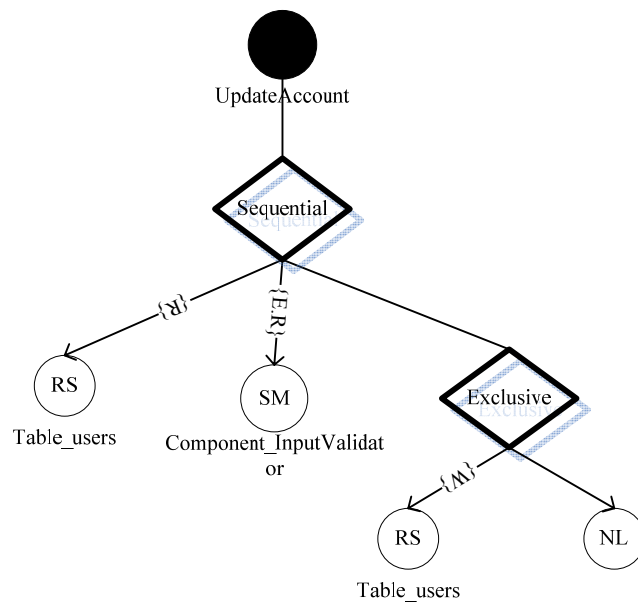 UpdateAccount
Sequential
{R}
{E.R}
RS
SM
Exclusive
Table_users
Component_InputValidat
or
{W}
RS
NL
Table_users